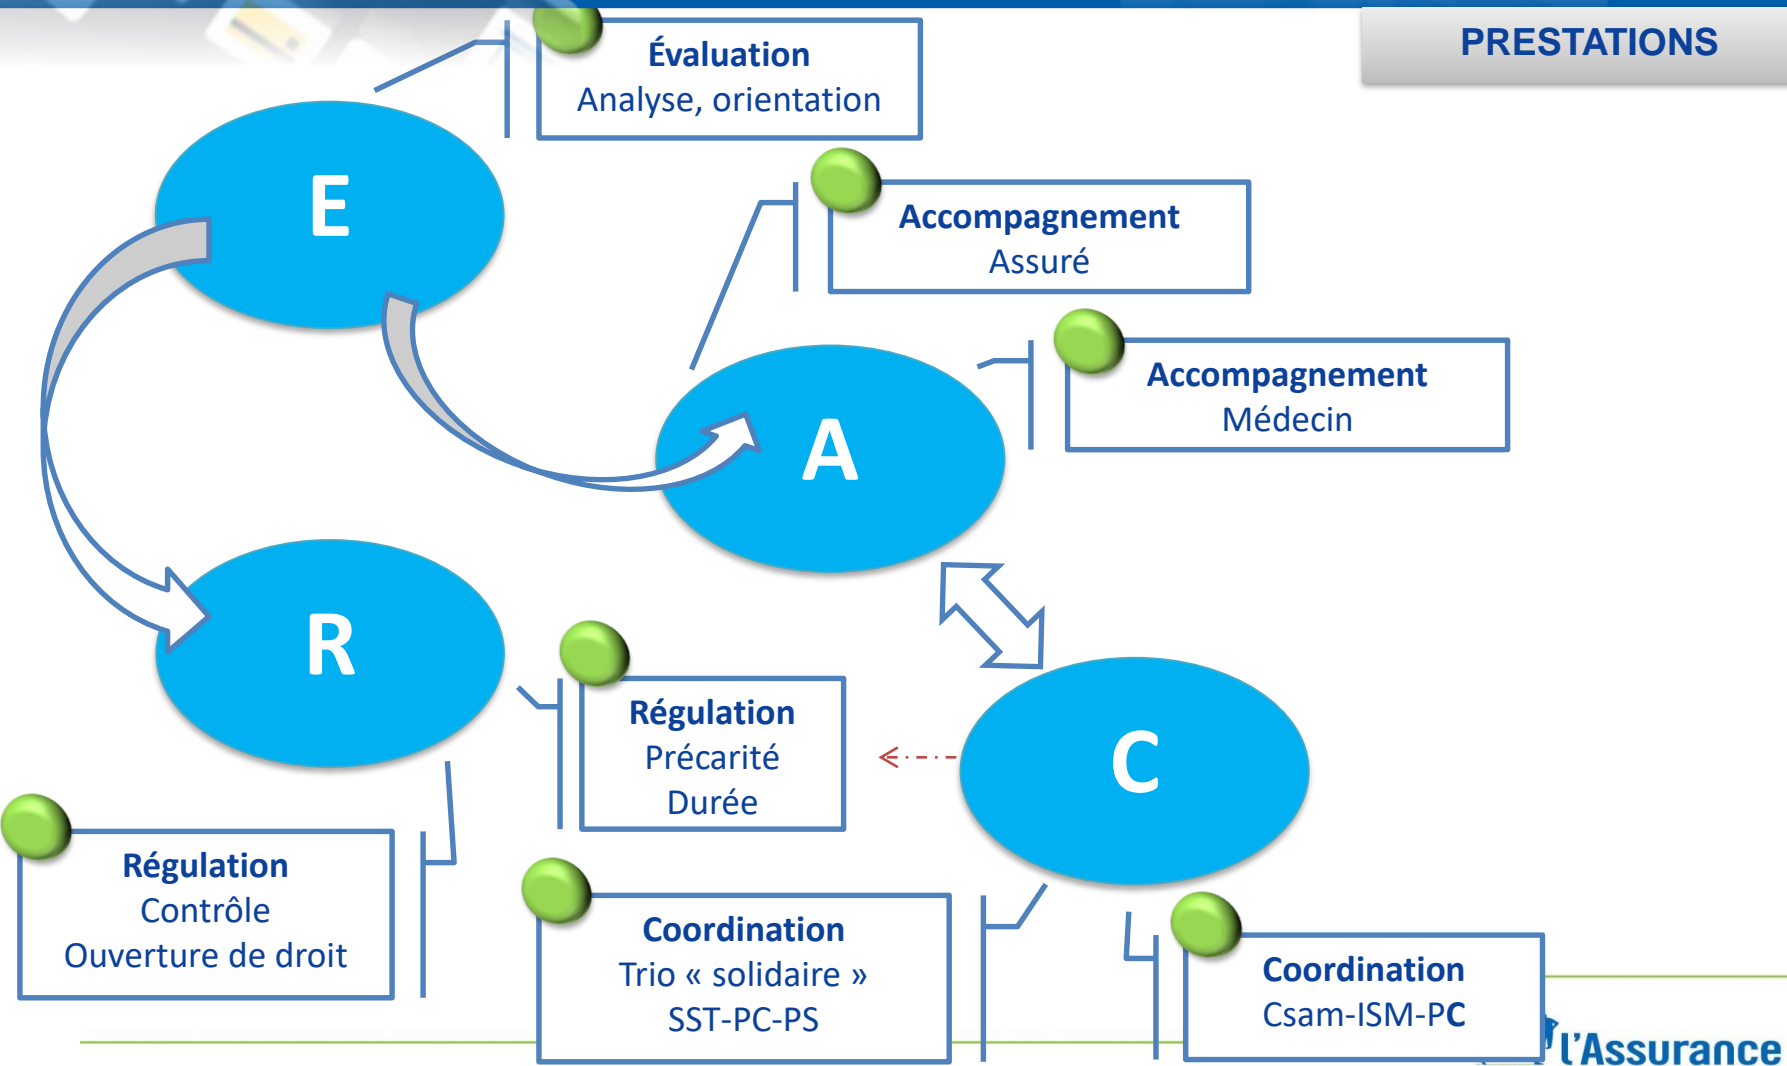 PRESTATIONS
Évaluation
Analyse, orientation
E
Accompagnement
Assuré
Accompagnement
Médecin
A
R
Régulation
Précarité
Durée
C
Régulation
Contrôle
Ouverture de droit
Coordination
Trio « solidaire »
SST-PC-PS
Coordination
Csam-ISM-PC
l'Assurance